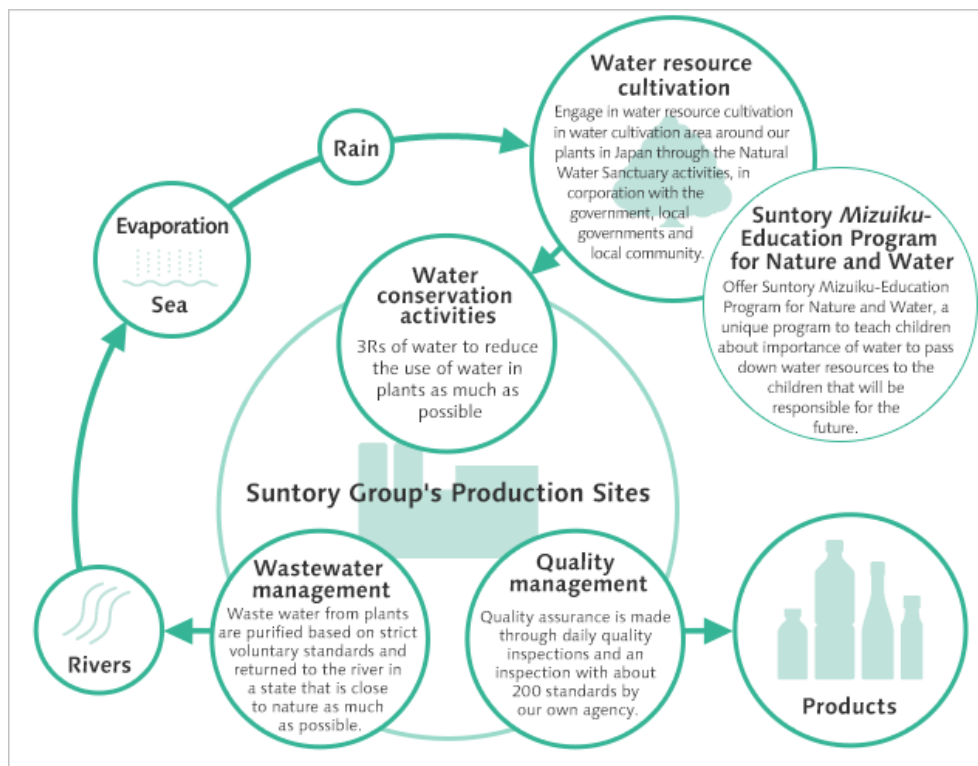 Water resource
cultivation
Engage in water resource cultivation
in water cultivation area around our
plants in Japan through the Natural
Water Sanctuary activities, in
corporation with the
government, local
governments and
local community.
Rain
Suntory Mizuiku-
Education Program
for Nature and Water
Offer Suntory Mizuiku-Education
Program for Nature and Water, a
unique program to teach children
about importance of water to pass
down water resources to the
children that will be
responsible for the
future.
Evaporation
Sea
Water
conservation
activities
3Rs of water to reduce
the use of water in
plants as much as
possible
Suntory Group's Production Sites
Wastewater
management
Waste water from plants
are purified based on strict
voluntary standards and
returned to the river in
a state that is close
to nature as much
as possible.
Quality
management
Quality assurance is made
through daily quality
inspections and an
inspection with about
200 standards by
our own agency.
Rivers
Products